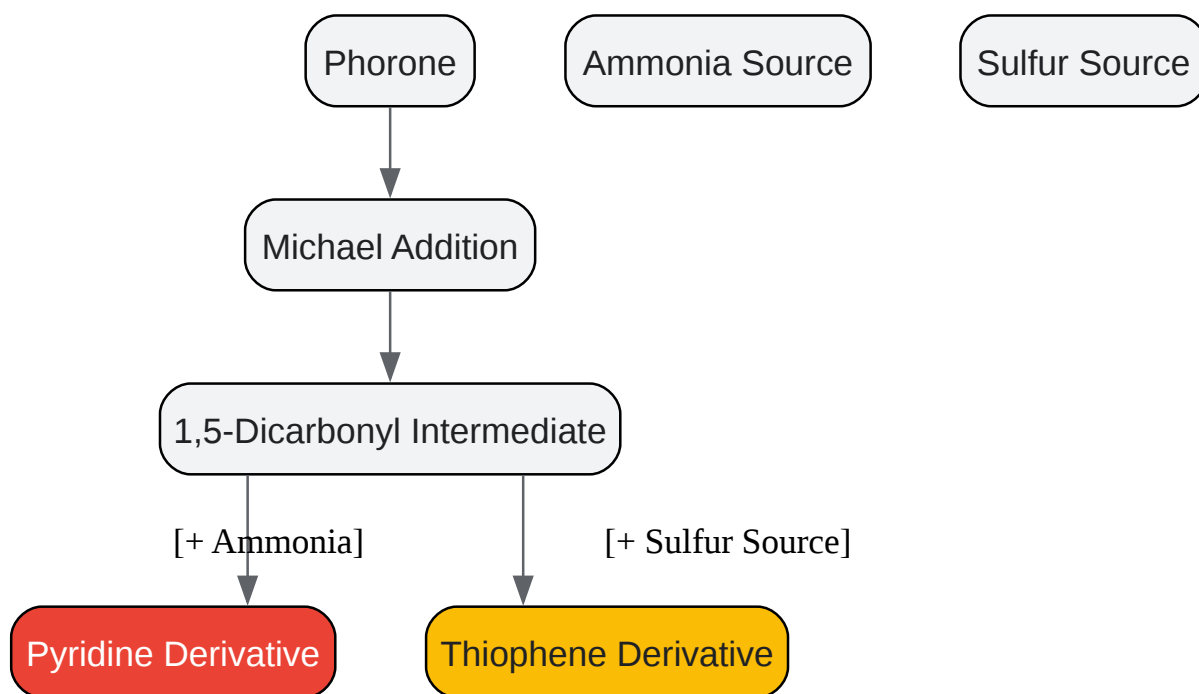 Phorone
Ammonia Source
Sulfur Source
Michael Addition
1,5-Dicarbonyl Intermediate
[+ Ammonia]
[+ Sulfur Source]
Pyridine Derivative
Thiophene Derivative